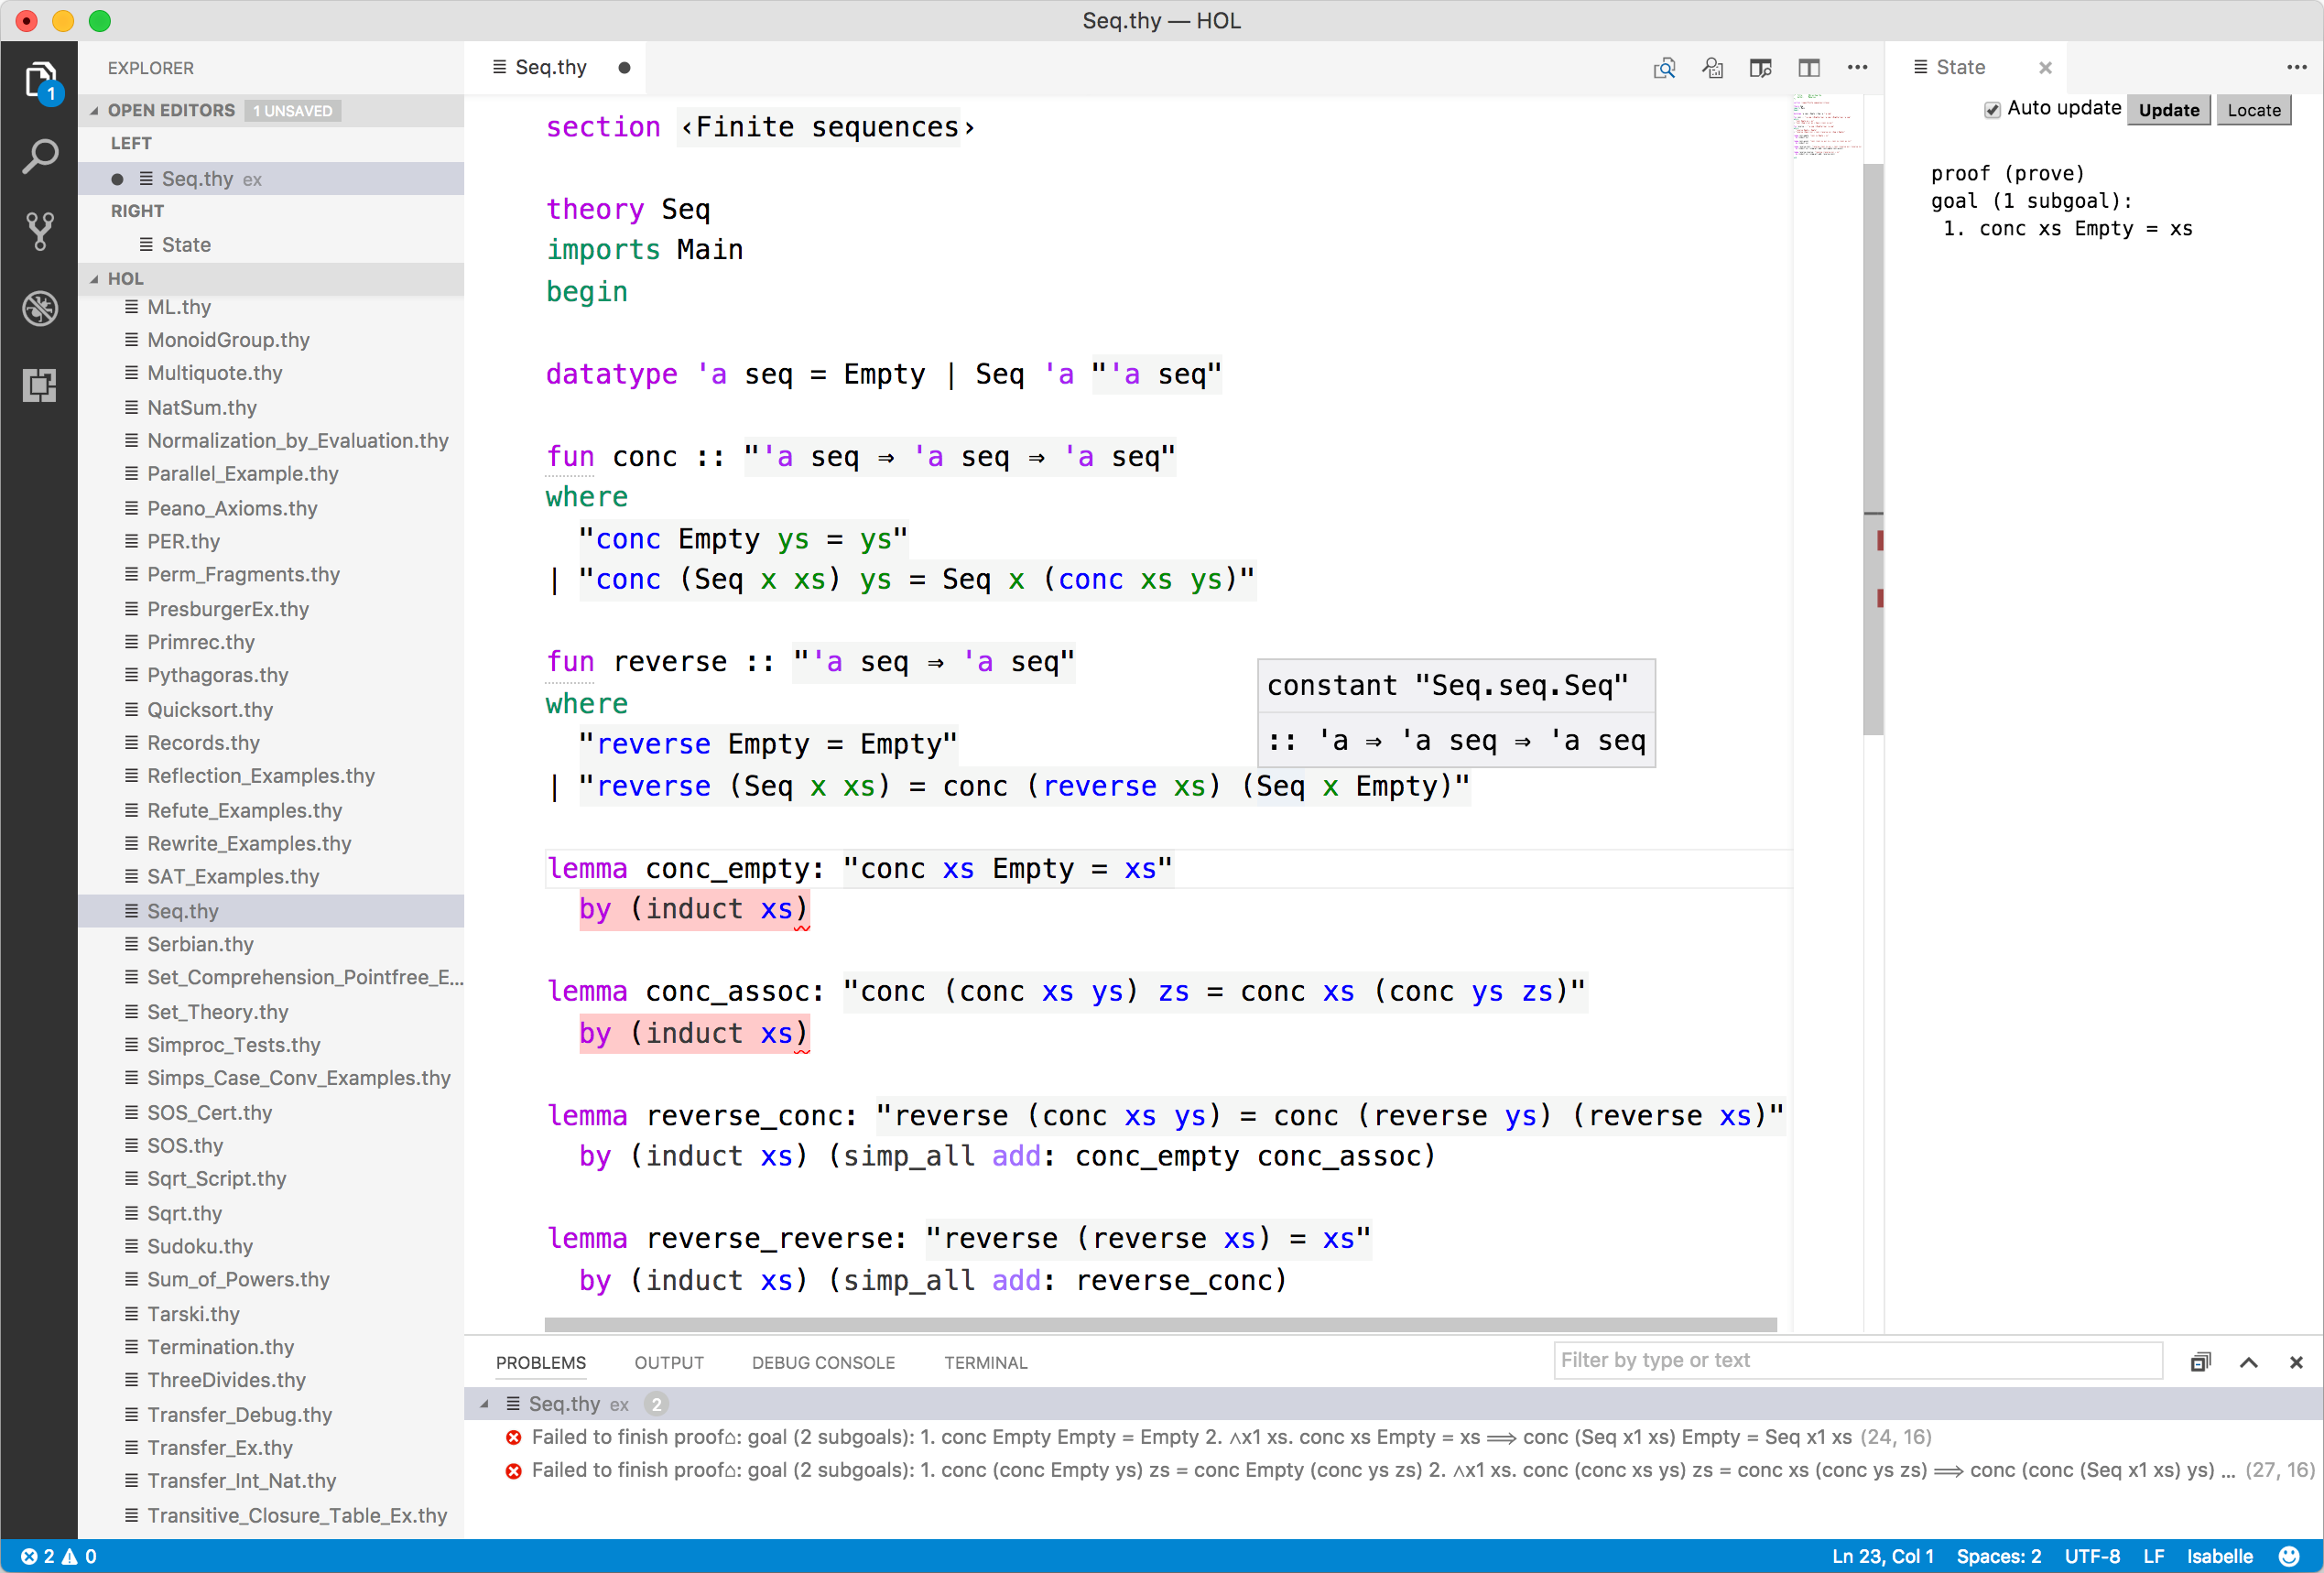 Seq.thy — HOL
1
EXPLORER
OPEN EDITORS 1 UNSAVED
LEFT
Seq.thy ex
RIGHT
State
HOL
ML.thy
MonoidGroup.thy
Multiquote.thy
NatSum.thy
Normalization_by_Evaluation.thy
Parallel_Example.thy
Peano_Axioms.thy
PER.thy
Perm_Fragments.thy
PresburgerEx.thy
Primrec.thy
Pythagoras.thy
Quicksort.thy
Records.thy
Reflection_Examples.thy
Refute_Examples.thy
Rewrite_Examples.thy
SAT_Examples.thy
Seq.thy
Serbian.thy
Set_Comprehension_Pointfree_E...
Set_Theory.thy
Simproc_Tests.thy
Simps_Case_Conv_Examples.thy
SOS_Cert.thy
SOS.thy
Sqrt_Script.thy
Sqrt.thy
Sudoku.thy
Sum_of_Powers.thy
Tarski.thy
Termination.thy
ThreeDivides.thy
Transfer_Debug.thy
Transfer_Ex.thy
Transfer_Int_Nat.thy
Transitive_Closure_Table_Ex.thy
Seq.thy
section ‹Finite sequences›
theory Seq
imports Main
begin
datatype 'a seq = Empty | Seq 'a "'a seq"
fun conc :: "'a seq ⇒ 'a seq ⇒ 'a seq"
where
"conc Empty ys = ys"
| "conc (Seq x xs) ys = Seq x (conc xs ys)"
fun reverse :: "'a seq ⇒ 'a seq"
where
"reverse Empty = Empty"
| "reverse (Seq x xs) = conc (reverse xs) (Seq x Empty)"
constant "Seq.seq.Seq"
:: 'a ⇒ 'a seq ⇒ 'a seq
lemma conc_empty: "conc xs Empty = xs"
by (induct xs)
lemma conc_assoc: "conc (conc xs ys) zs = conc xs (conc ys zs)"
by (induct xs)
lemma reverse_conc: "reverse (conc xs ys) = conc (reverse ys) (reverse xs)"
by (induct xs) (simp_all add: conc_empty conc_assoc)
lemma reverse_reverse: "reverse (reverse xs) = xs"
by (induct xs) (simp_all add: reverse_conc)
State
Auto update Update Locate
proof (prove)
goal (1 subgoal):
1. conc xs Empty = xs
PROBLEMS OUTPUT DEBUG CONSOLE TERMINAL Filter by type or text
Seq.thy ex 2
Failed to finish proof⌂: goal (2 subgoals): 1. conc Empty Empty = Empty 2. ⋀x1 xs. conc xs Empty = xs ⟹ conc (Seq x1 xs) Empty = Seq x1 xs (24, 16)
Failed to finish proof⌂: goal (2 subgoals): 1. conc (conc Empty ys) zs = conc Empty (conc ys zs) 2. ⋀x1 xs. conc (conc xs ys) zs = conc xs (conc ys zs) ⟹ conc (conc (Seq x1 xs) ys) ... (27, 16)
2 0 Ln 23, Col 1 Spaces: 2 UTF-8 LF Isabelle